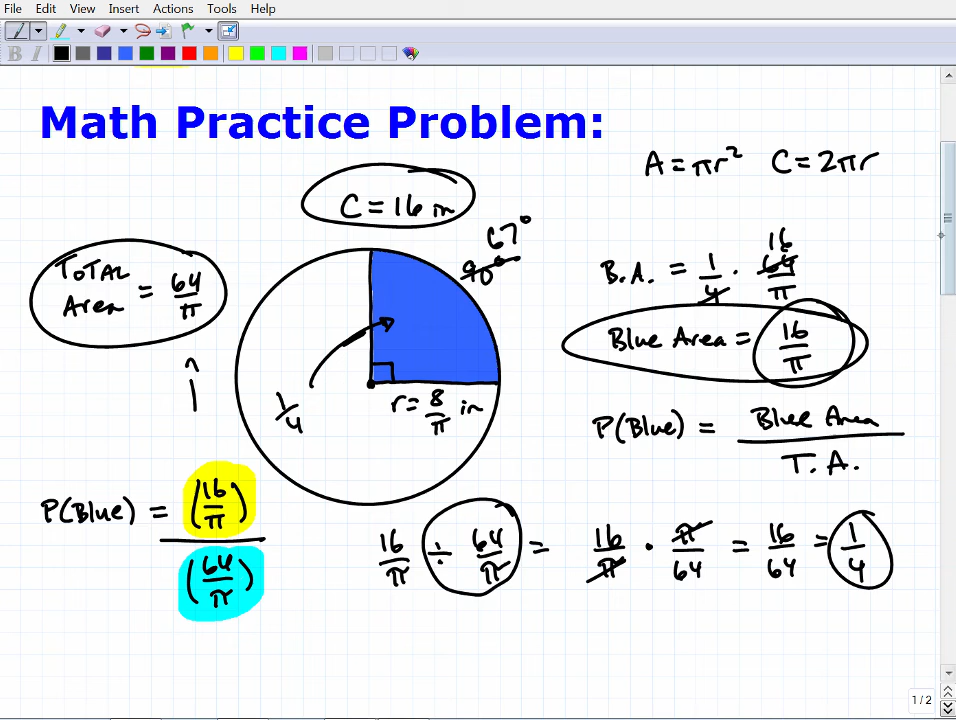 File Edit View Insert Actions Tools Help
B I
Math Practice Problem:
A = πr² C = 2πr
C = 16 in
67°
90°
TOTAL Area = 64/π
B.A. = 1/4 · 64/π
16
Blue Area = 16/π
1/4
r = 8/π in
P(Blue) = Blue Area / T.A.
P(Blue) = (16/π) / (64/π)
16/π ÷ 64/π = 16/π · π/64 = 16/64 = 1/4
1 / 2